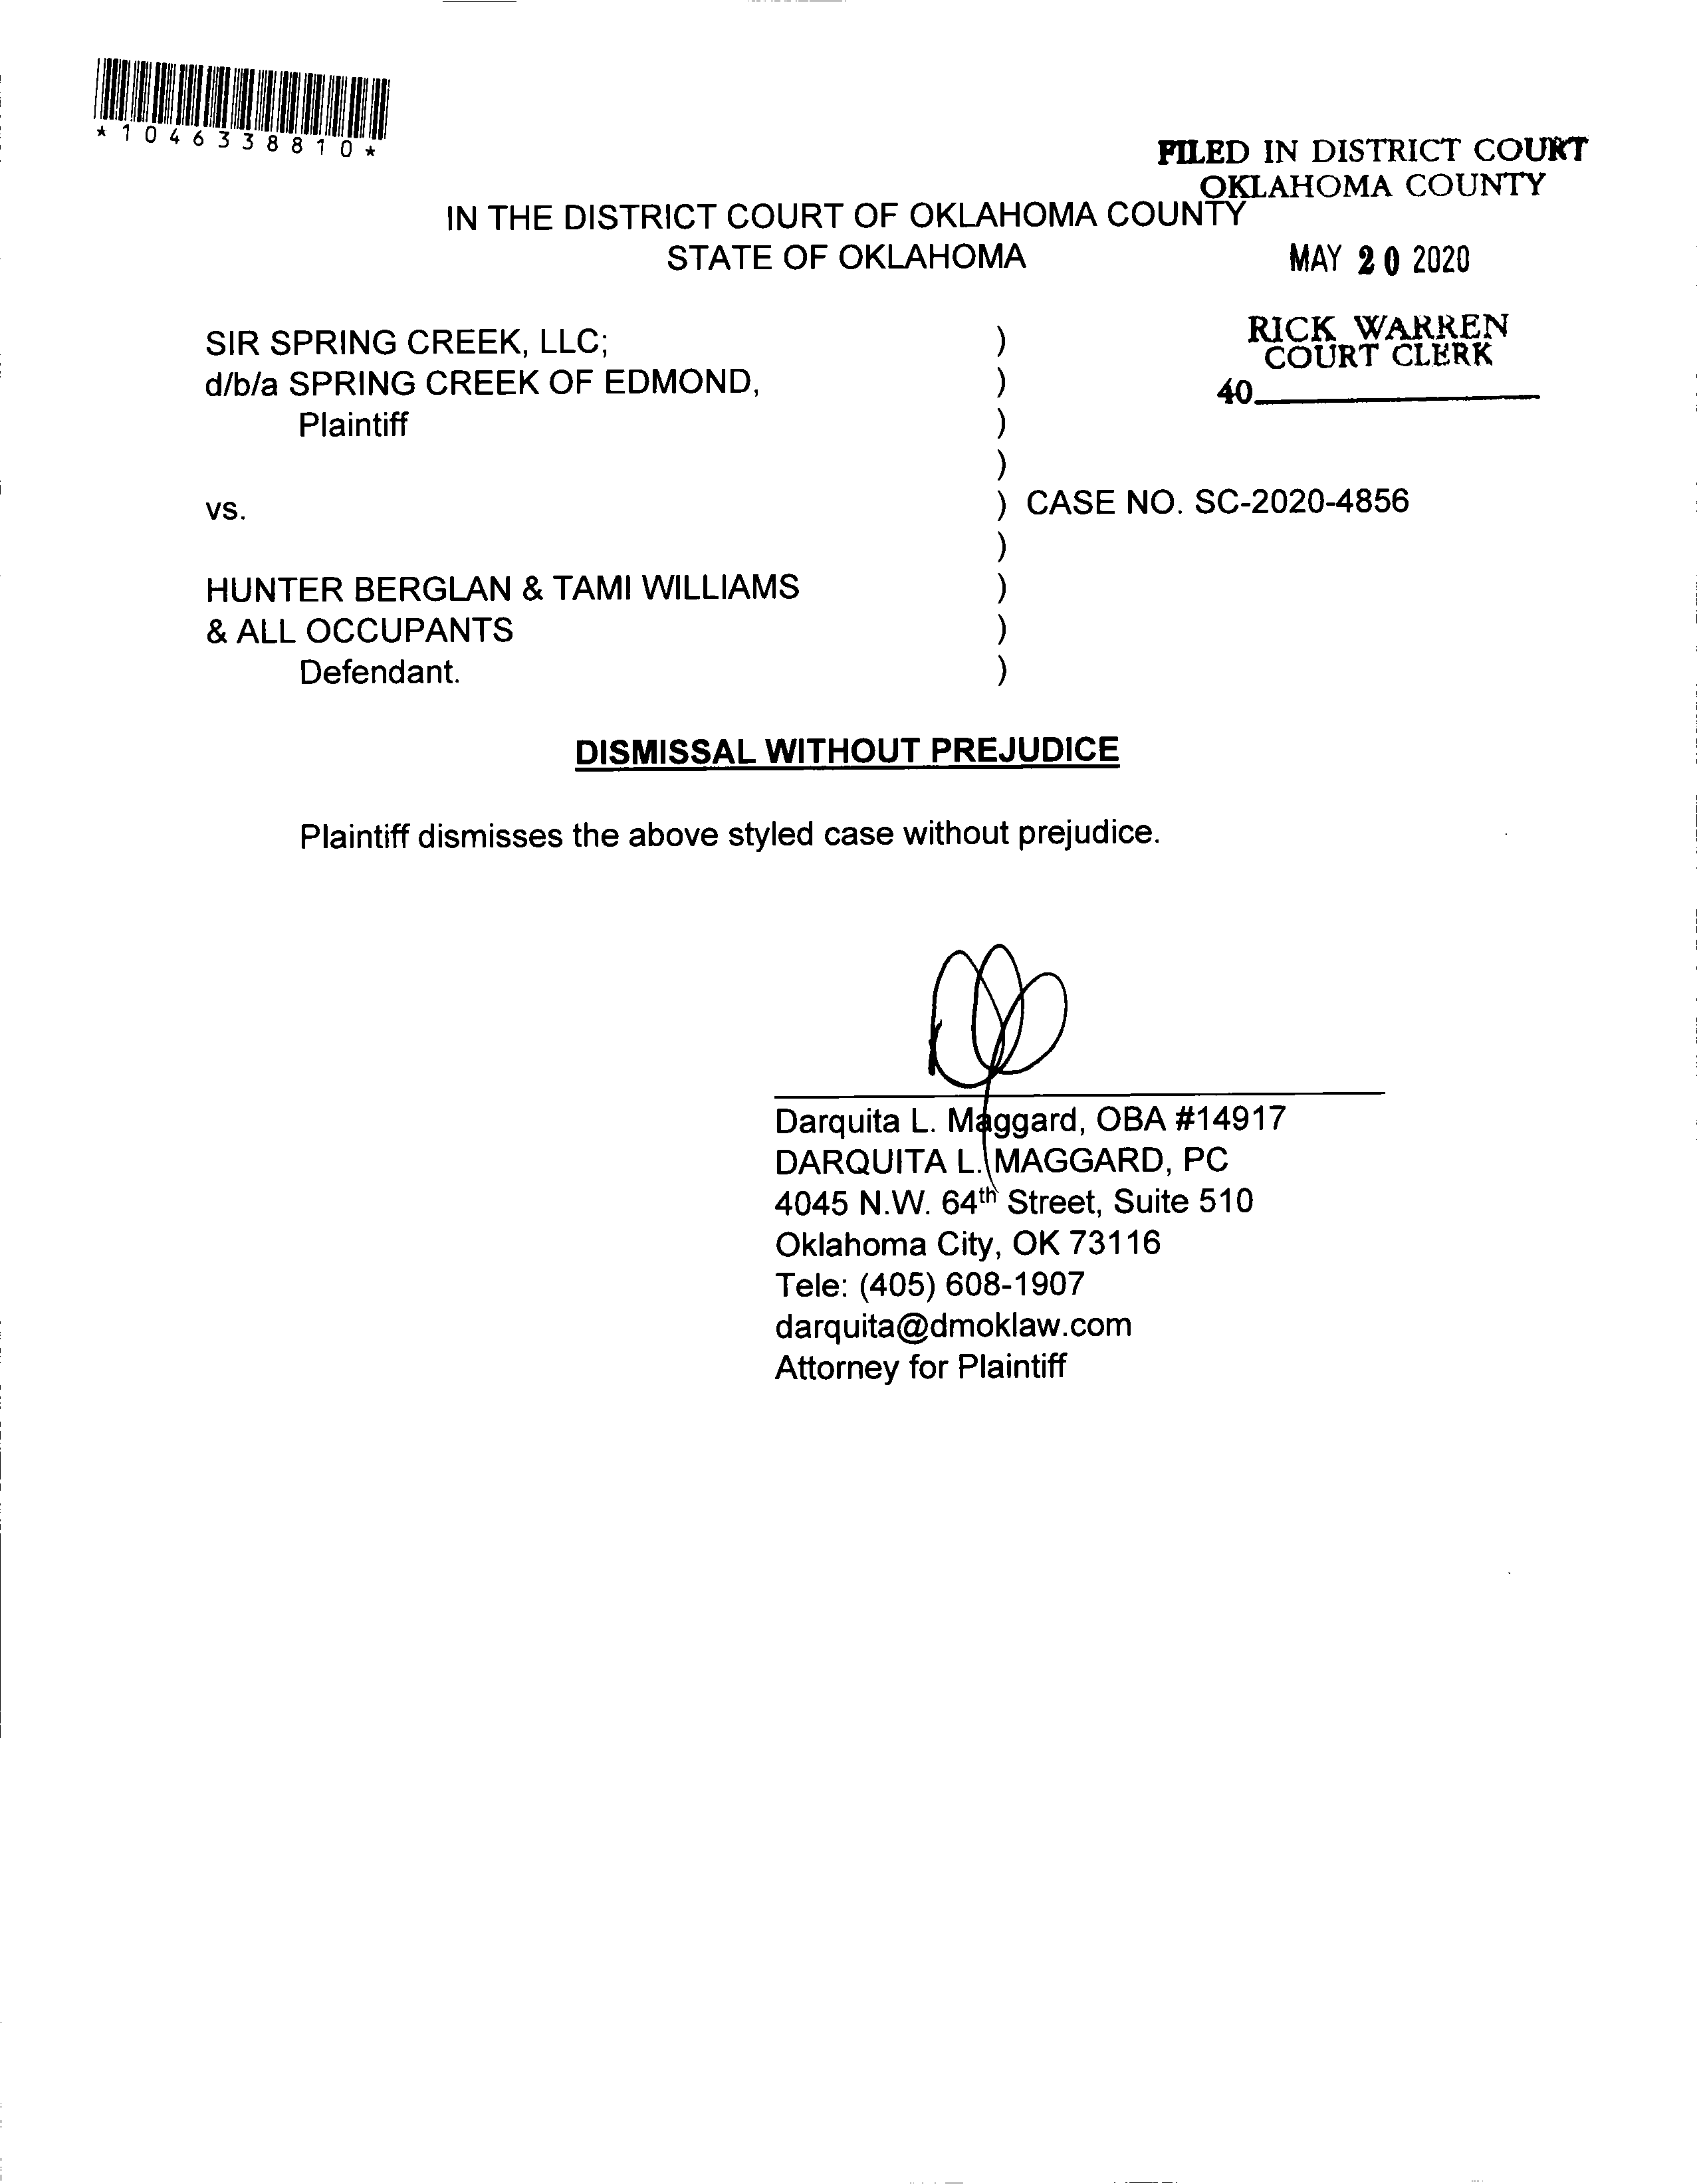 *1046338810*
FILED IN DISTRICT COURT
OKLAHOMA COUNTY
IN THE DISTRICT COURT OF OKLAHOMA COUNTY
STATE OF OKLAHOMA
MAY 20 2020
RICK WARREN
COURT CLERK
40
SIR SPRING CREEK, LLC; )
d/b/a SPRING CREEK OF EDMOND, )
Plaintiff )
)
vs. ) CASE NO. SC-2020-4856
)
HUNTER BERGLAN & TAMI WILLIAMS )
& ALL OCCUPANTS )
Defendant. )
DISMISSAL WITHOUT PREJUDICE
Plaintiff dismisses the above styled case without prejudice.
Darquita L. Maggard, OBA #14917
DARQUITA L. MAGGARD, PC
4045 N.W. 64th Street, Suite 510
Oklahoma City, OK 73116
Tele: (405) 608-1907
darquita@dmoklaw.com
Attorney for Plaintiff